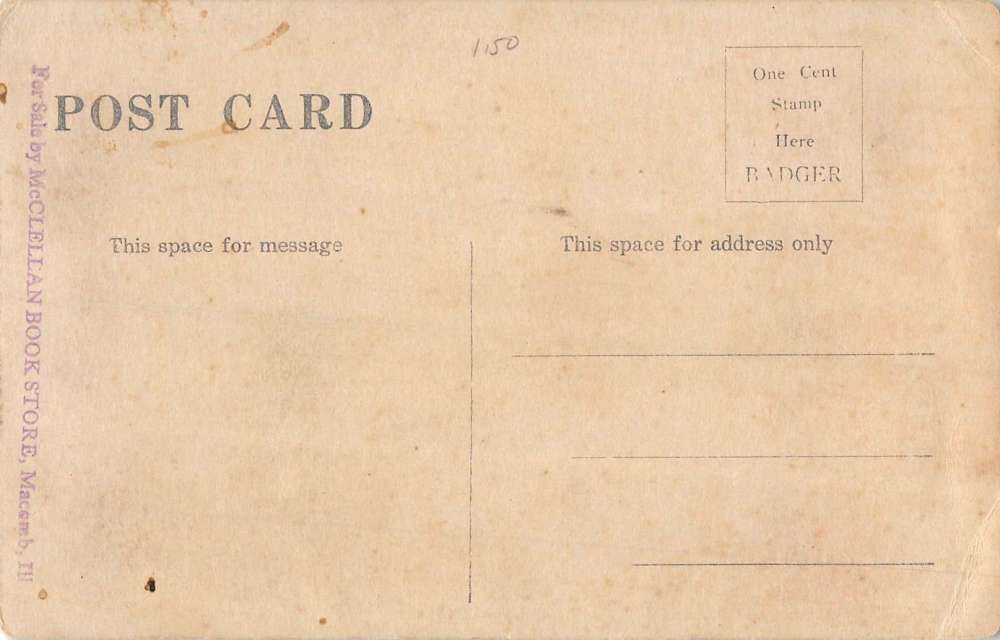 1150
POST CARD
One Cent
Stamp
Here
BADGER
This space for message
This space for address only
For Sale by McCLELLAN BOOK STORE, Macomb, Ill